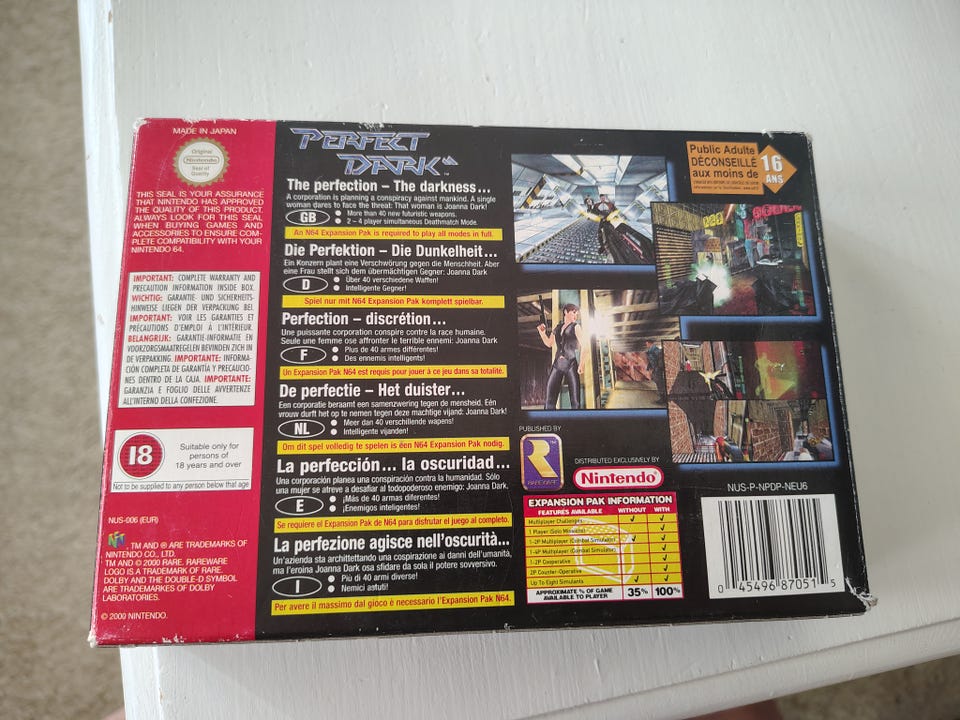 MADE IN JAPAN
Original
Nintendo
Seal of
Quality
THIS SEAL IS YOUR ASSURANCE
THAT NINTENDO HAS APPROVED
THE QUALITY OF THIS PRODUCT.
ALWAYS LOOK FOR THIS SEAL
WHEN BUYING GAMES AND
ACCESSORIES TO ENSURE COM-
PLETE COMPATIBILITY WITH YOUR
NINTENDO 64.
IMPORTANT: COMPLETE WARRANTY AND
PRECAUTION INFORMATION INSIDE BOX.
WICHTIG: GARANTIE- UND SICHERHEITS-
HINWEISE LIEGEN DER VERPACKUNG BEI.
IMPORTANT: VOIR LES GARANTIES ET
PRÉCAUTIONS D'EMPLOI À L'INTÉRIEUR.
BELANGRIJK: GARANTIE-INFORMATIE EN
VOORZORGSMAATREGELEN BEVINDEN ZICH
IN DE VERPAKKING. IMPORTANTE: INFORMA-
CIÓN COMPLETA DE GARANTÍA Y PRECAUCIO-
NES DENTRO DE LA CAJA. IMPORTANTE:
GARANZIA E FOGLIO DELLE AVVERTENZE
ALL'INTERNO DELLA CONFEZIONE.
18
Suitable only for
persons of
18 years and over
Not to be supplied to any person below that age
NUS-006 (EUR)
, TM AND ® ARE TRADEMARKS OF
NINTENDO CO., LTD.
TM AND © 2000 RARE. RAREWARE
LOGO IS A TRADEMARK OF RARE.
DOLBY AND THE DOUBLE-D SYMBOL
ARE TRADEMARKS OF DOLBY
LABORATORIES.
© 2000 NINTENDO.
PERFECT
DARK™
The perfection – The darkness...
A corporation is planning a conspiracy against mankind. A single
woman dares to face the threat: That woman is Joanna Dark!
GB
● More than 40 new futuristic weapons.
● 2 – 4 player simultaneous Deathmatch Mode.
An N64 Expansion Pak is required to play all modes in full.
Die Perfektion – Die Dunkelheit...
Ein Konzern plant eine Verschwörung gegen die Menschheit. Aber
eine Frau stellt sich dem übermächtigen Gegner: Joanna Dark
D
● Über 40 verschiedene Waffen!
● Intelligente Gegner!
Spiel nur mit N64 Expansion Pak komplett spielbar.
Perfection – discrétion...
Une puissante corporation conspire contre la race humaine.
Seule une femme ose affronter le terrible ennemi: Joanna Dark
F
● Plus de 40 armes différentes!
● Des ennemis intelligents!
Un Expansion Pak N64 est requis pour jouer à ce jeu dans sa totalité.
De perfectie – Het duister...
Een corporatie beraamt een samenzwering tegen de mensheid. Eén
vrouw durft het op te nemen tegen deze machtige vijand: Joanna Dark!
NL
● Meer dan 40 verschillende wapens!
● Intelligente vijanden!
Om dit spel volledig te spelen is éen N64 Expansion Pak nodig.
La perfección... la oscuridad...
Una corporación planea una conspiración contra la humanidad. Sólo
una mujer se atreve a desafiar al todopoderoso enemigo: Joanna Dark.
E
● ¡Más de 40 armas diferentes!
● ¡Enemigos inteligentes!
Se requiere el Expansion Pak de N64 para disfrutar el juego al completo.
La perfezione agisce nell'oscurità...
Un'azienda sta architettando una cospirazione ai danni dell'umanità,
ma l'eroina Joanna Dark osa sfidare da sola il potere sovversivo.
I
● Più di 40 armi diverse!
● Nemici astuti!
Per avere il massimo dal gioco è necessario l'Expansion Pak N64.
Public Adulte
DÉCONSEILLÉ
aux moins de
16
ANS
PUBLISHED BY
R
RAREWARE
DISTRIBUTED EXCLUSIVELY BY
Nintendo®
EXPANSION PAK INFORMATION
FEATURES AVAILABLE WITHOUT WITH
Multiplayer Challenges ✓ ✓
1 Player (Solo Missions) ✓
1-2P Multiplayer (Combat Simulator) ✓ ✓
1-4P Multiplayer (Combat Simulator) ✓
1-2P Cooperative ✓
2P Counter-Operative ✓
Up To Eight Simulants ✓ ✓
APPROXIMATE % OF GAME
AVAILABLE TO PLAYER 35% 100%
NUS-P-NPDP-NEU6
0 45496 87051 5